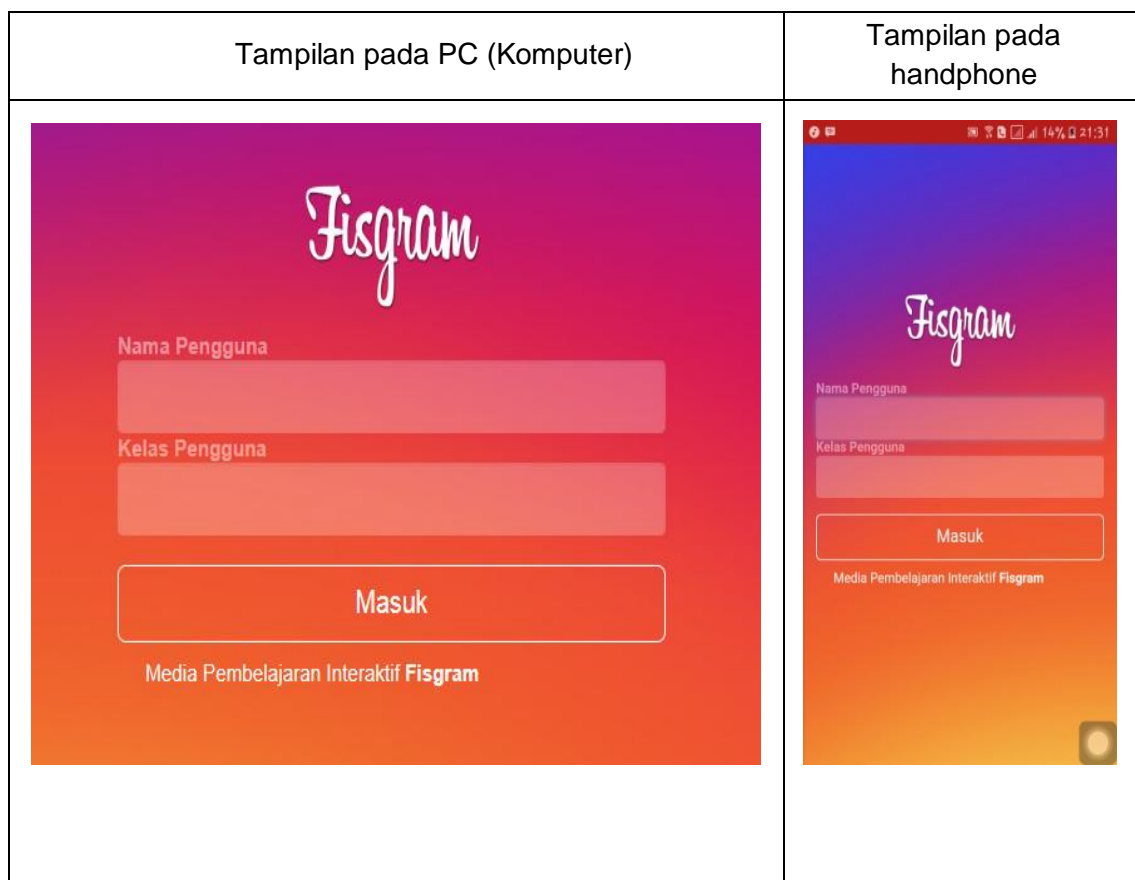 Tampilan pada PC (Komputer)
Tampilan pada
handphone
Fisgram
Nama Pengguna
Kelas Pengguna
Masuk
Media Pembelajaran Interaktif Fisgram
14% 21:31
Fisgram
Nama Pengguna
Kelas Pengguna
Masuk
Media Pembelajaran Interaktif Fisgram